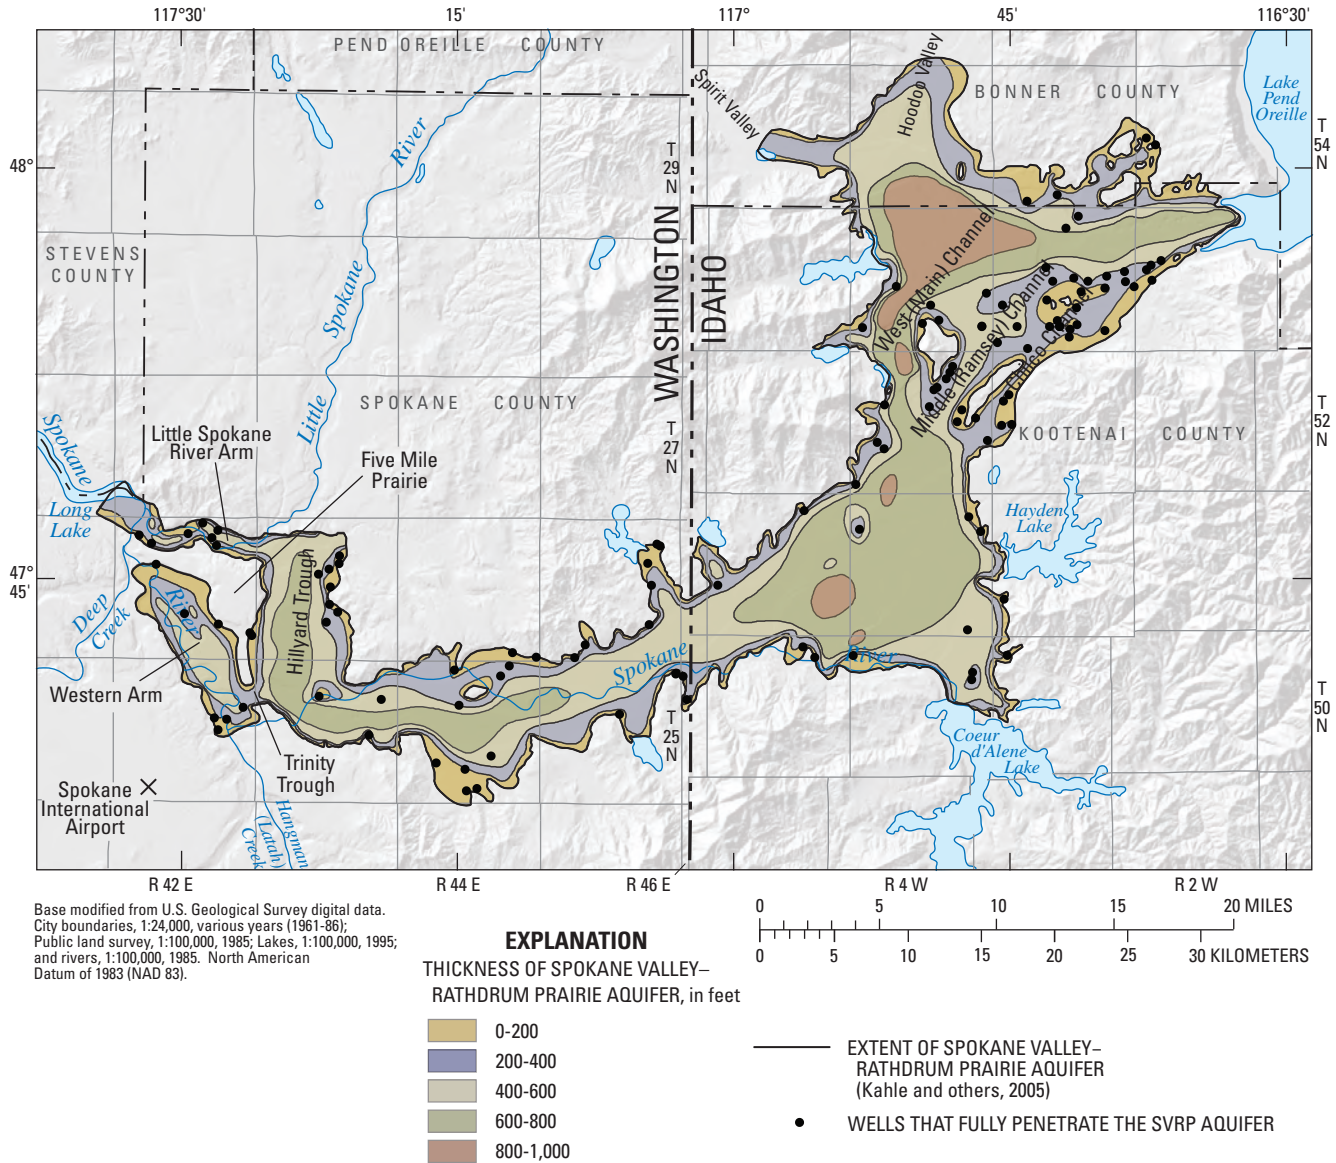 117°30'
15'
117°
45'
116°30'
PEND OREILLE COUNTY
Spirit Valley
Hoodoo Valley
BONNER COUNTY
Lake
Pend
Oreille
T
54
N
48°
River
T
29
N
STEVENS
COUNTY
Spokane
Little
WASHINGTON
IDAHO
West (Main) Channel
Middle (Ramsey) Channel
Chilco Channel
SPOKANE COUNTY
T
27
N
T
52
N
KOOTENAI COUNTY
Spokane
Little Spokane
River Arm
Five Mile
Prairie
Long
Lake
Hayden
Lake
47°
45'
Deep
Creek
River
Hillyard Trough
Spokane
River
Western Arm
T
25
N
T
50
N
Trinity
Trough
Coeur
d'Alene
Lake
Spokane
International
Airport
Hangman
(Latah)
Creek
R 42 E
R 44 E
R 46 E
R 4 W
R 2 W
Base modified from U.S. Geological Survey digital data.
City boundaries, 1:24,000, various years (1961-86);
Public land survey, 1:100,000, 1985; Lakes, 1:100,000, 1995;
and rivers, 1:100,000, 1985. North American
Datum of 1983 (NAD 83).
0 5 10 15 20 MILES
0 5 10 15 20 25 30 KILOMETERS
EXPLANATION
THICKNESS OF SPOKANE VALLEY–
RATHDRUM PRAIRIE AQUIFER, in feet
0-200
200-400
400-600
600-800
800-1,000
EXTENT OF SPOKANE VALLEY–
RATHDRUM PRAIRIE AQUIFER
(Kahle and others, 2005)
WELLS THAT FULLY PENETRATE THE SVRP AQUIFER